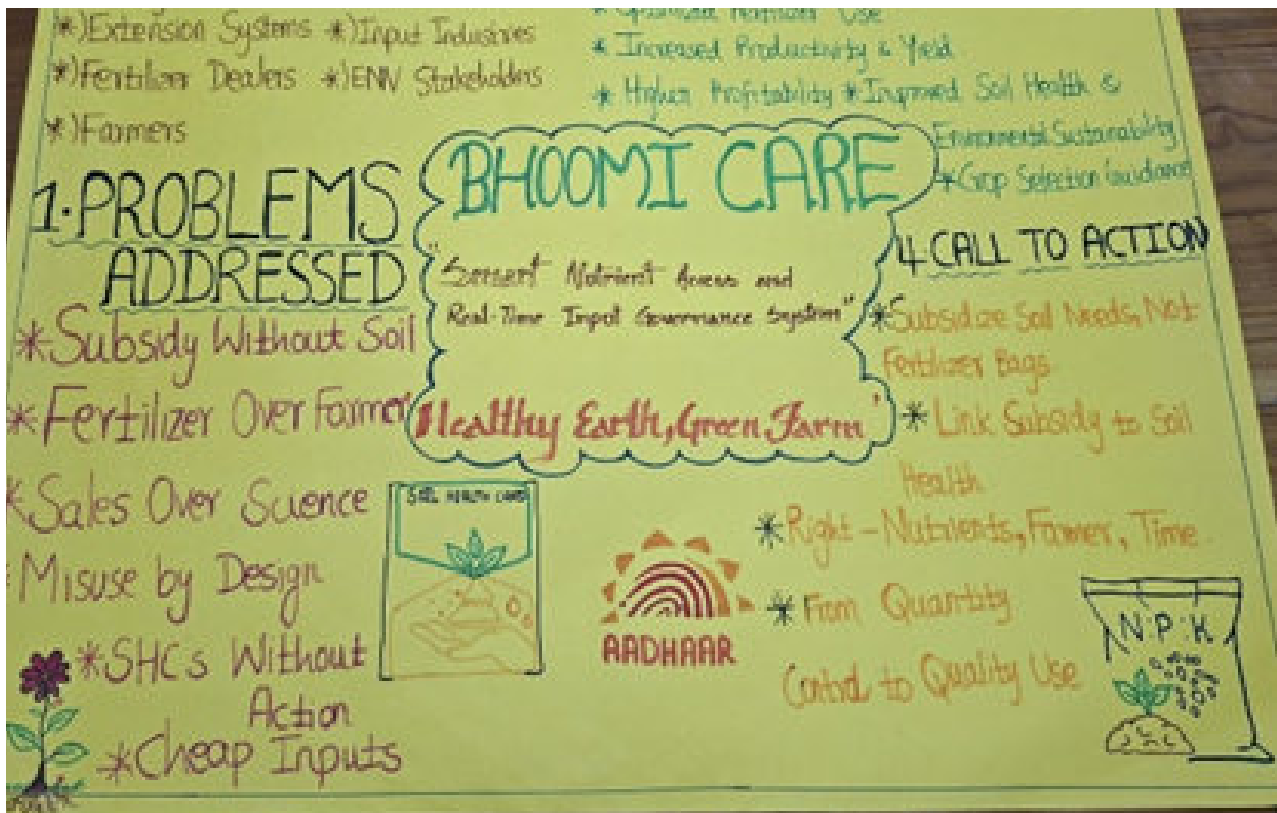 *)Extension Systems *)Input Industries
*)Fertilizer Dealers *)ENV Stakeholders
*)Farmers
* Optimized Fertilizer Use
* Increased Productivity & Yield
* Higher Profitability * Improved Soil Health &
Environmental Sustainability
* Crop Selection Guidance
BHOOMI CARE
Nutrient Access and
Real-Time Input Governance System"
'Healthy Earth, Green Farm'
1.PROBLEMS
ADDRESSED
*Subsidy Without Soil
*Fertilizer Over Farmer
*Sales Over Science
Misuse by Design
*SHCs Without
Action
*Cheap Inputs
4.CALL TO ACTION
*Subsidize Soil Needs, Not
Fertilizer Bags
* Link Subsidy to Soil
Health
*Right - Nutrients, Farmer, Time
* From Quantity
Control to Quality Use
SOIL HEALTH CARD
AADHAAR
N·P·K